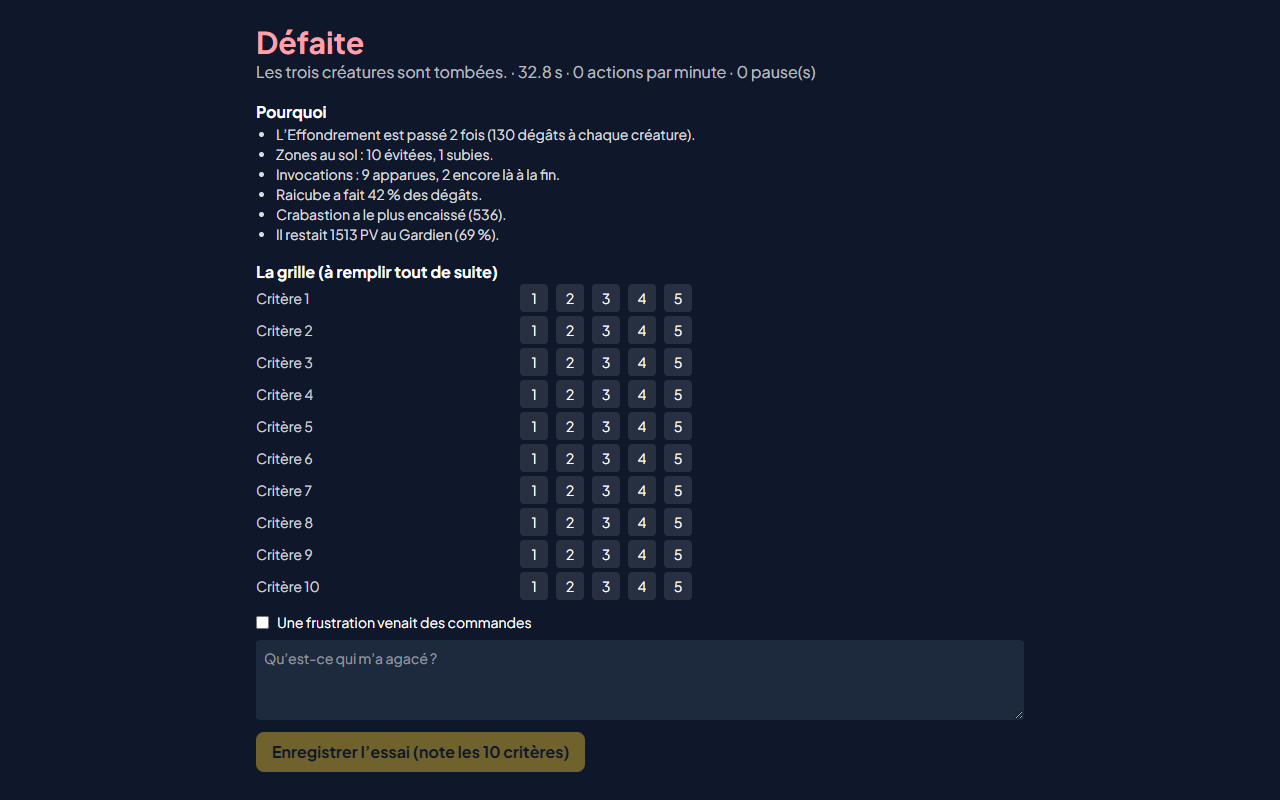 Défaite
Les trois créatures sont tombées. · 32.8 s · 0 actions par minute · 0 pause(s)
Pourquoi
• L’Effondrement est passé 2 fois (130 dégâts à chaque créature).
• Zones au sol : 10 évitées, 1 subies.
• Invocations : 9 apparues, 2 encore là à la fin.
• Raicube a fait 42 % des dégâts.
• Crabastion a le plus encaissé (536).
• Il restait 1513 PV au Gardien (69 %).
La grille (à remplir tout de suite)
Critère 1 1 2 3 4 5
Critère 2 1 2 3 4 5
Critère 3 1 2 3 4 5
Critère 4 1 2 3 4 5
Critère 5 1 2 3 4 5
Critère 6 1 2 3 4 5
Critère 7 1 2 3 4 5
Critère 8 1 2 3 4 5
Critère 9 1 2 3 4 5
Critère 10 1 2 3 4 5
Une frustration venait des commandes
Qu’est-ce qui m’a agacé ?
Enregistrer l’essai (note les 10 critères)